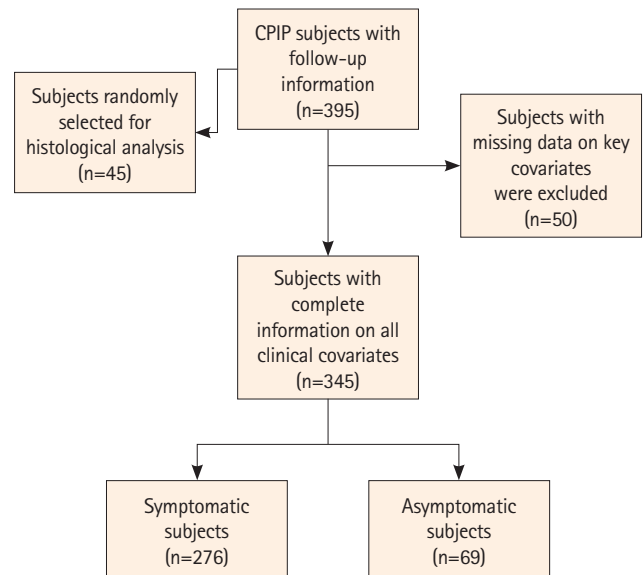 CPIP subjects with
follow-up
information
(n=395)
Subjects randomly
selected for
histological analysis
(n=45)
Subjects with
missing data on key
covariates
were excluded
(n=50)
Subjects with
complete
information on all
clinical covariates
(n=345)
Symptomatic
subjects
(n=276)
Asymptomatic
subjects
(n=69)